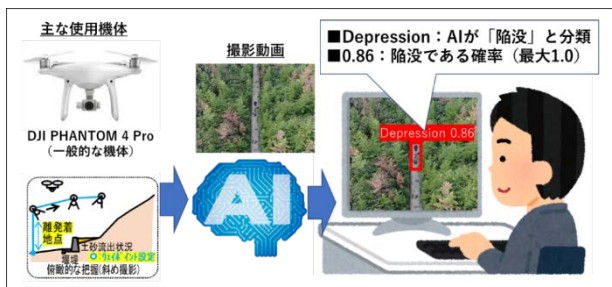 主な使用機体
DJI PHANTOM 4 Pro
（一般的な機体）
離発着
地点
土砂流出状況
堰堤
○:ウェイポイント設定
俯瞰的な把握(斜め撮影)
撮影動画
AI
■Depression：AIが「陥没」と分類
■0.86：陥没である確率（最大1.0）
Depression 0.86